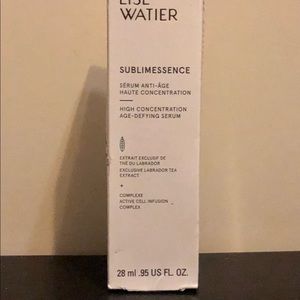 LISE
WATIER
SUBLIMESSENCE
SÉRUM ANTI-ÂGE
HAUTE CONCENTRATION
HIGH CONCENTRATION
AGE-DEFYING SERUM
EXTRAIT EXCLUSIF DE
THÉ DU LABRADOR
EXCLUSIVE LABRADOR TEA
EXTRACT
+
COMPLEXE
ACTIVE CELL INFUSION
COMPLEX
28 ml .95 US FL. OZ.